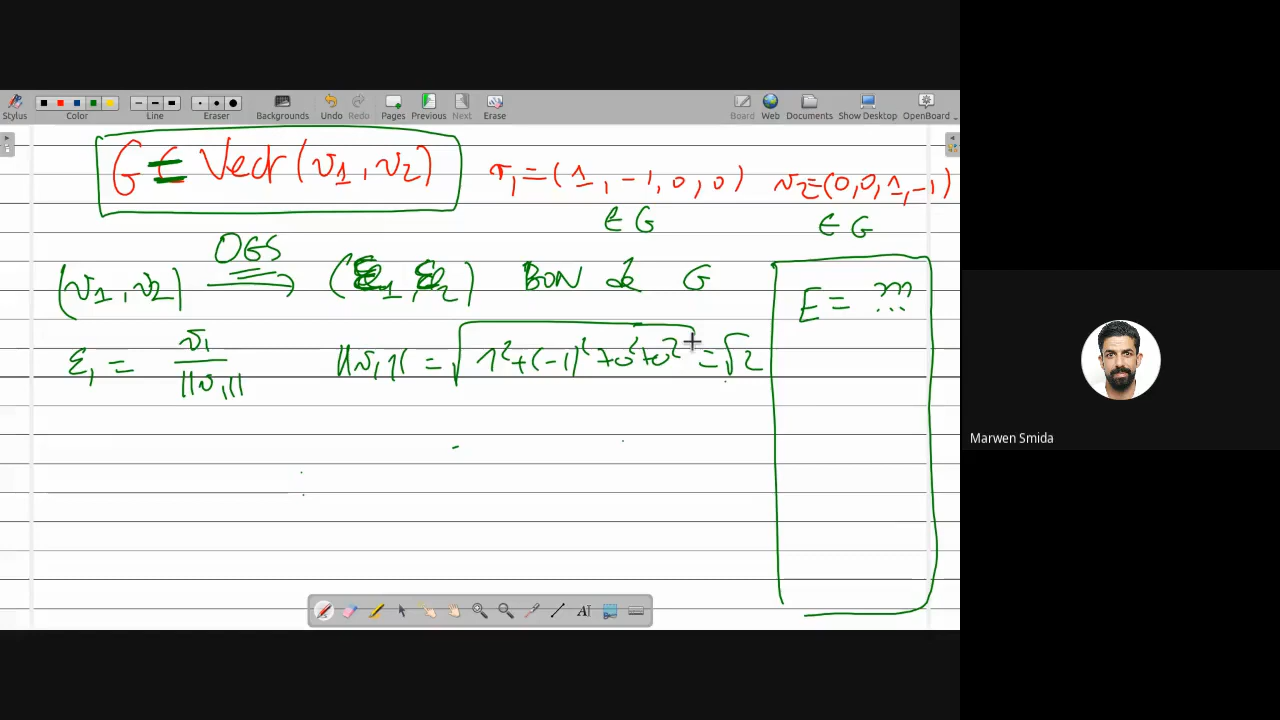 Stylus Color Line Eraser Backgrounds Undo Redo Pages Previous Next Erase Board Web Documents Show Desktop OpenBoard
G = Vect(v1, v2) v1=(1,-1,0,0) v2=(0,0,1,-1)
∈ G ∈ G
(v1, v2) OGS ⟹ (ε1, ε2) BON de G
E = ??? ...
ε1 = v1/||v1|| ||v1|| = √(1²+(-1)²+0²+0²) = √2
Marwen Smida
AI